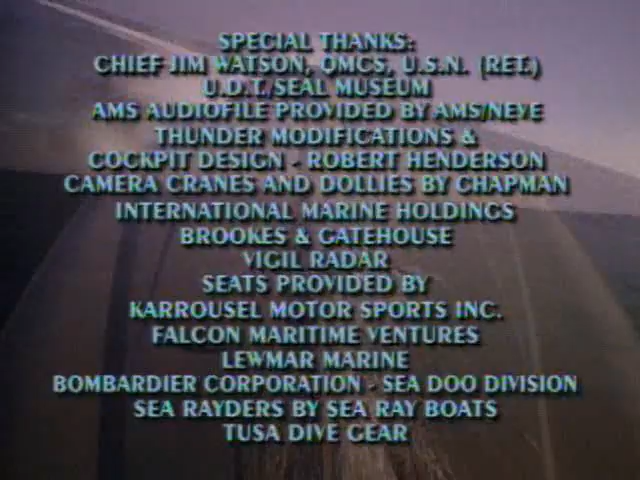 SPECIAL THANKS:
CHIEF JIM WATSON, QMCS, U.S.N. (RET.)
U.D.T./SEAL MUSEUM
AMS AUDIOFILE PROVIDED BY AMS/NEVE
THUNDER MODIFICATIONS &
COCKPIT DESIGN - ROBERT HENDERSON
CAMERA CRANES AND DOLLIES BY CHAPMAN
INTERNATIONAL MARINE HOLDINGS
BROOKES & GATEHOUSE
VIGIL RADAR
SEATS PROVIDED BY
KARROUSEL MOTOR SPORTS INC.
FALCON MARITIME VENTURES
LEWMAR MARINE
BOMBARDIER CORPORATION - SEA DOO DIVISION
SEA RAYDERS BY SEA RAY BOATS
TUSA DIVE GEAR